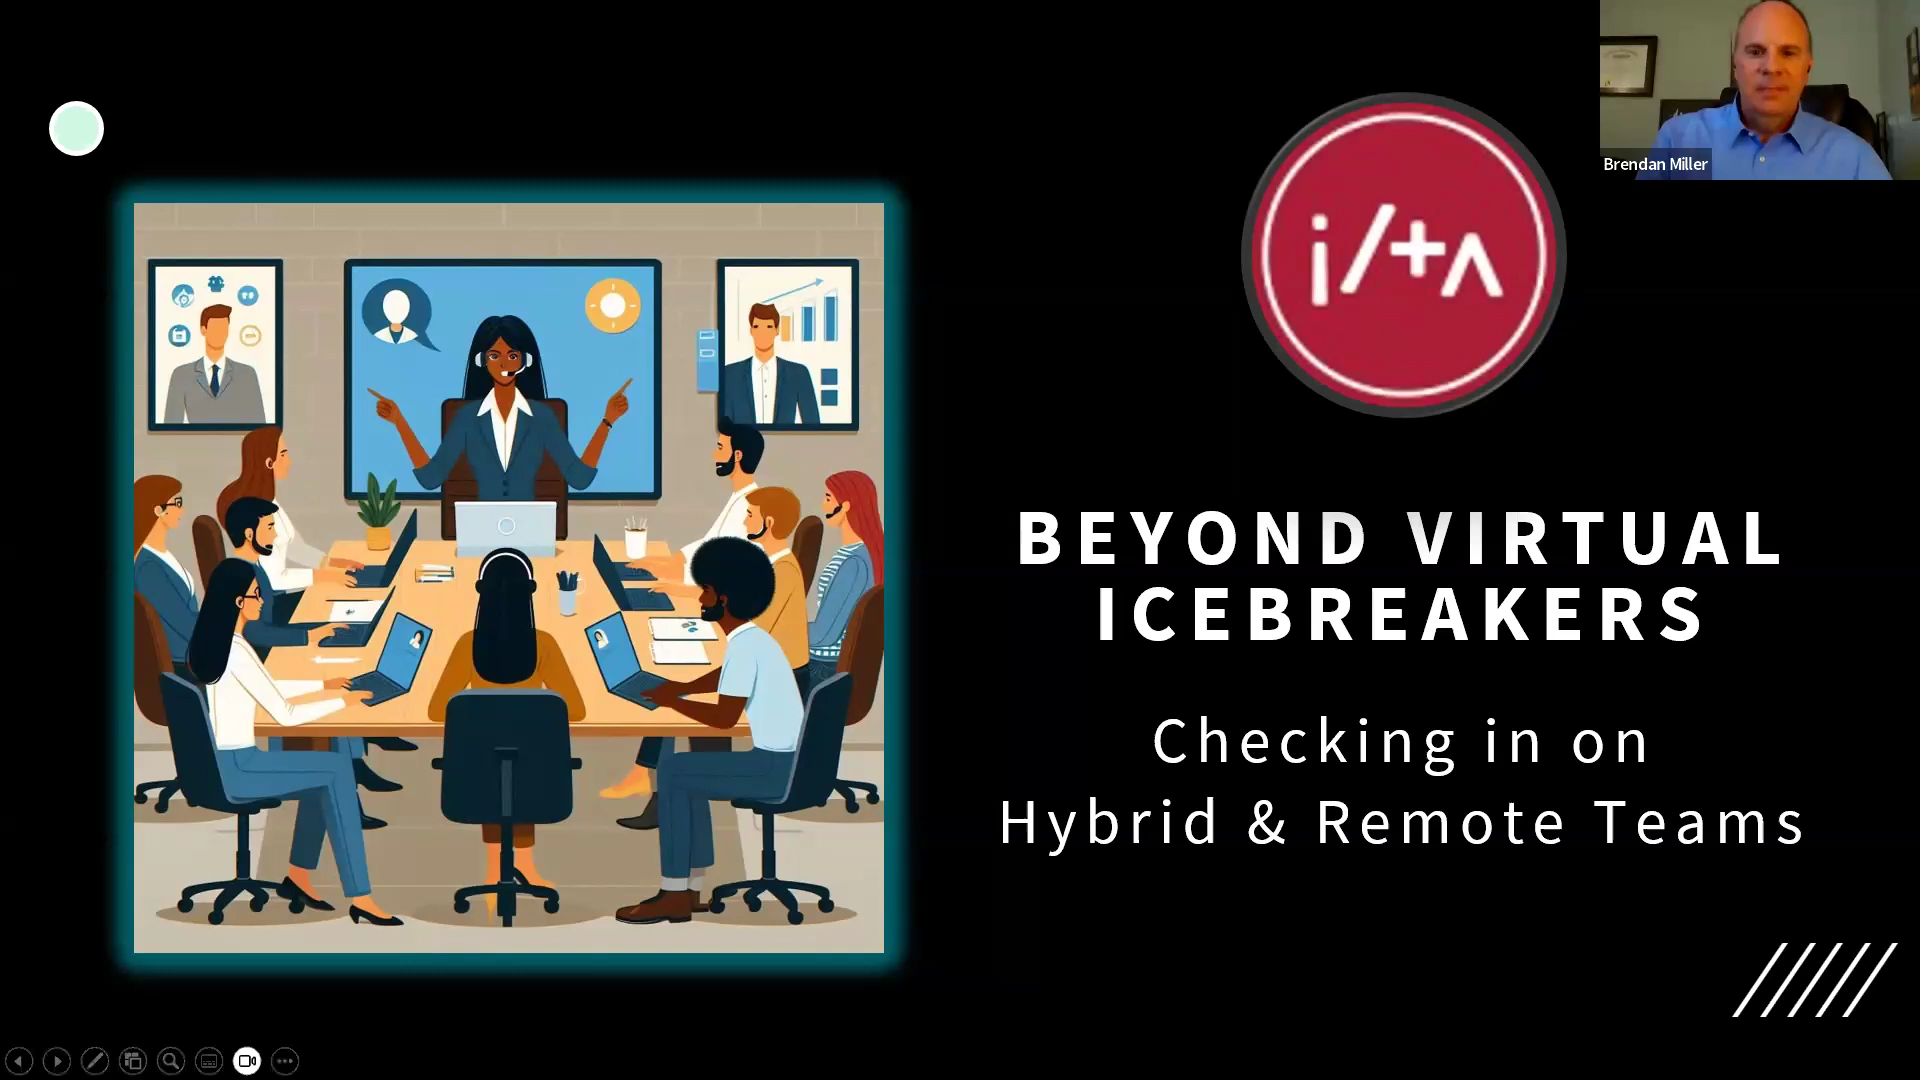 Brendan Miller
i/+Λ
BEYOND VIRTUAL
ICEBREAKERS
Checking in on
Hybrid & Remote Teams